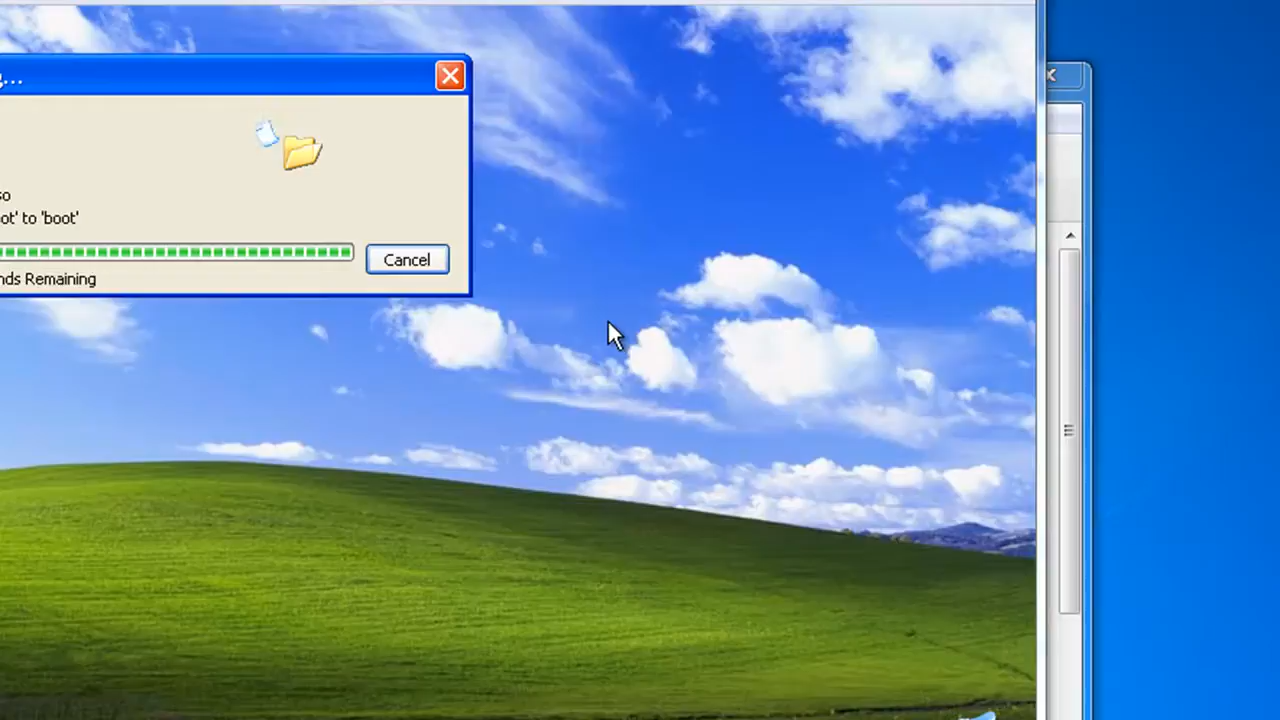 ...
so
ot' to 'boot'
Cancel
nds Remaining